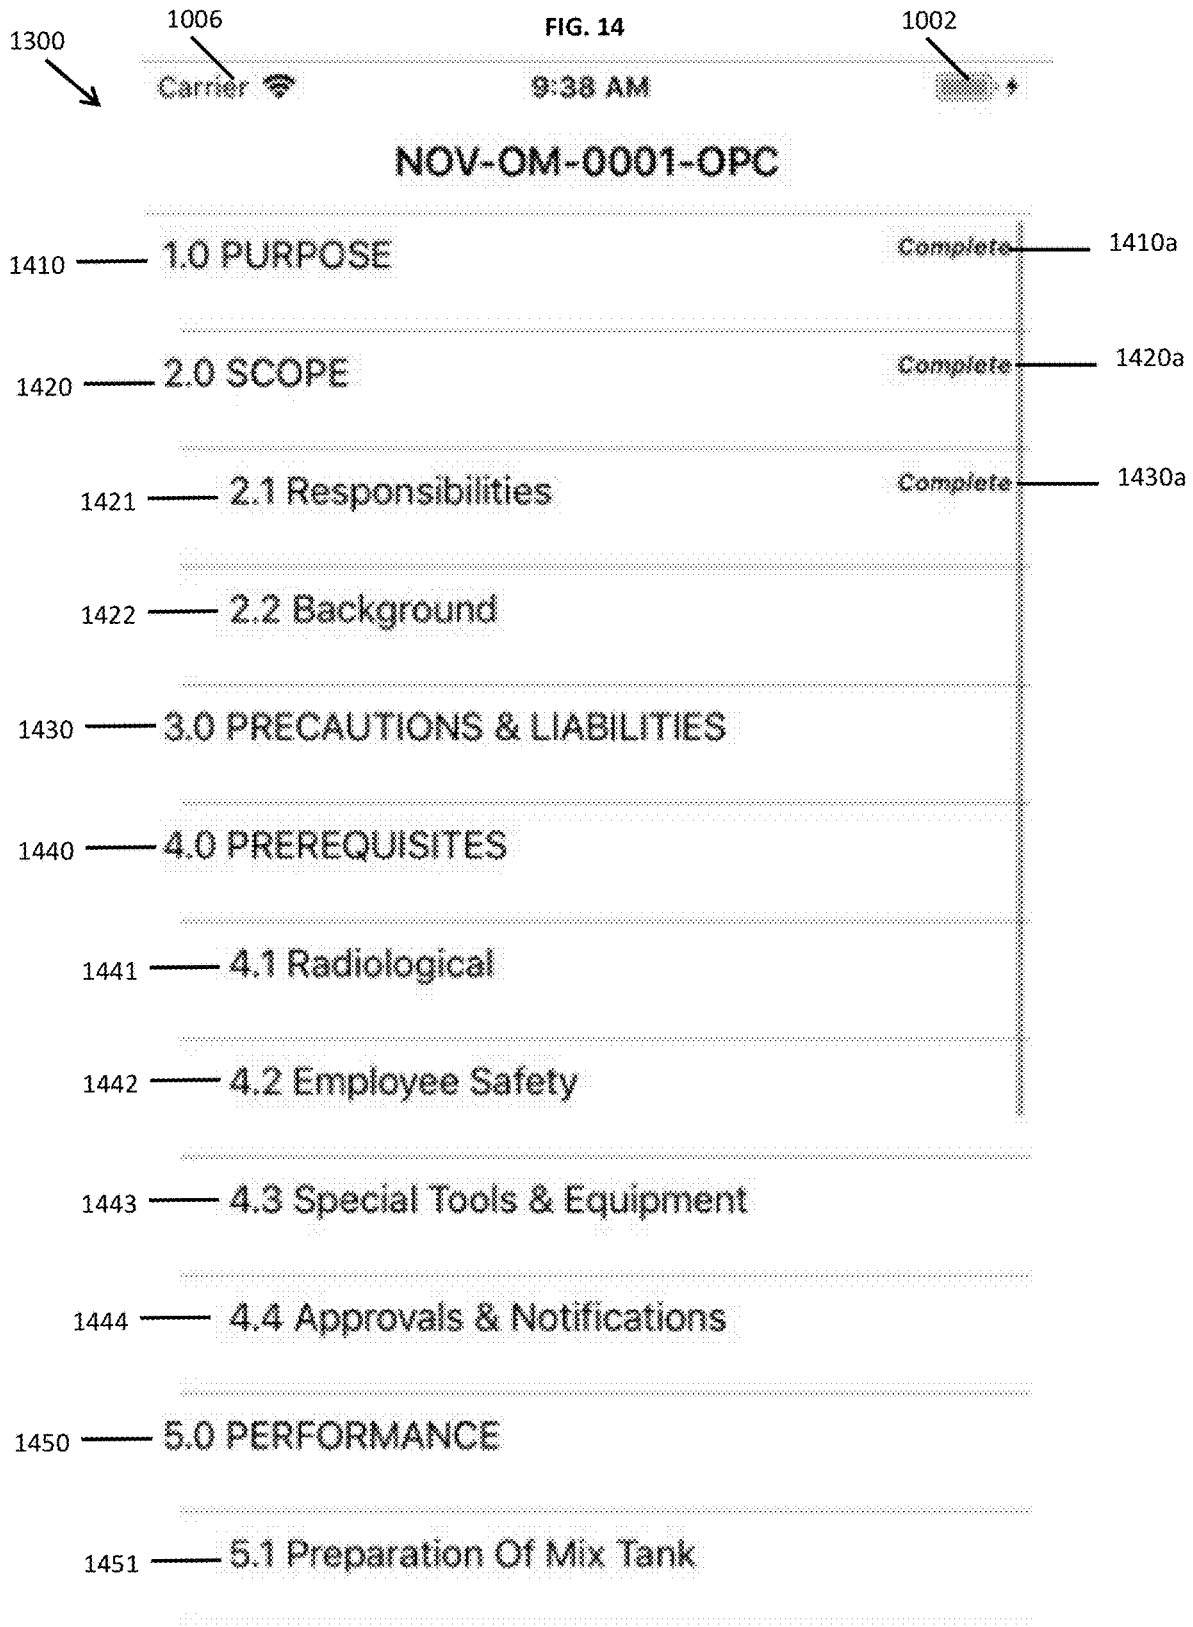 1006 FIG. 14 1002
1300
Carrier 9:38 AM
NOV-OM-0001-OPC
1410 1.0 PURPOSE Complete 1410a
1420 2.0 SCOPE Complete 1420a
1421 2.1 Responsibilities Complete 1430a
1422 2.2 Background
1430 3.0 PRECAUTIONS & LIABILITIES
1440 4.0 PREREQUISITES
1441 4.1 Radiological
1442 4.2 Employee Safety
1443 4.3 Special Tools & Equipment
1444 4.4 Approvals & Notifications
1450 5.0 PERFORMANCE
1451 5.1 Preparation Of Mix Tank